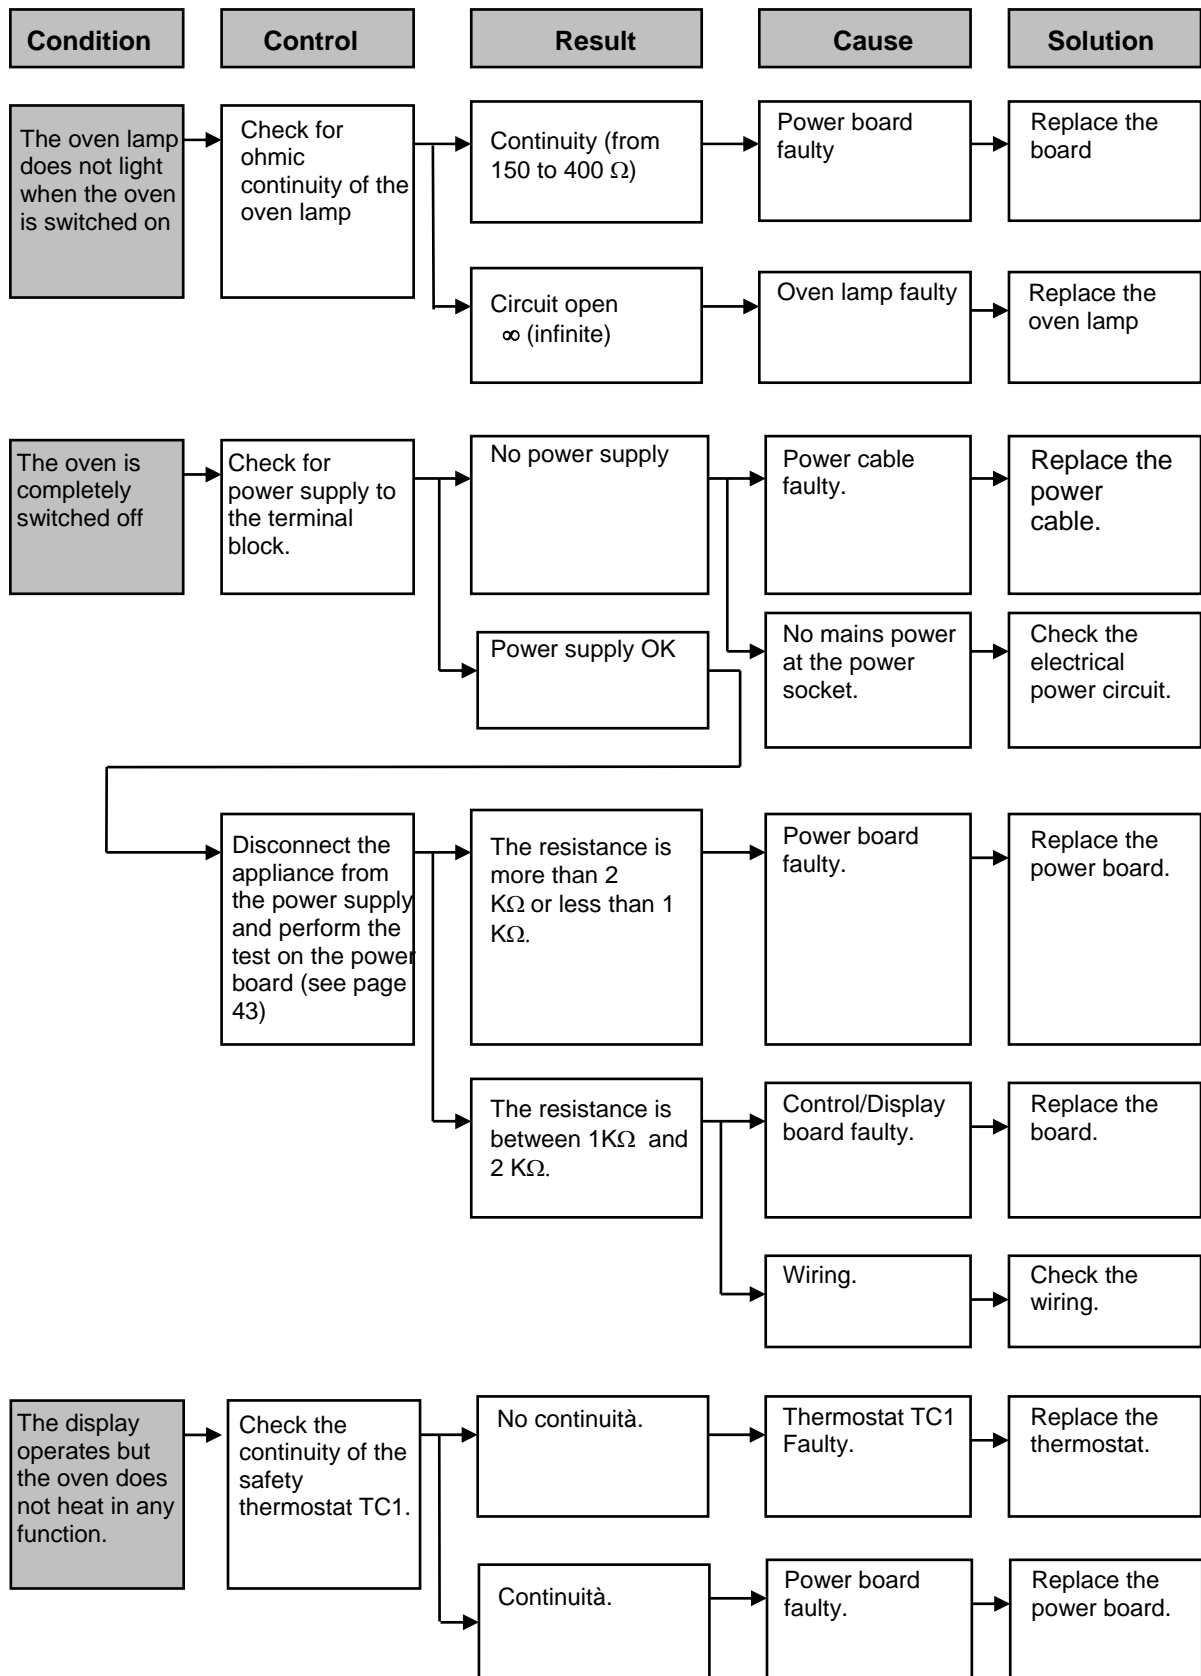 Condition
Control
Result
Cause
Solution
The oven lamp
does not light
when the oven
is switched on
Check for
ohmic
continuity of the
oven lamp
Continuity (from
150 to 400 Ω)
Power board
faulty
Replace the
board
Circuit open
∞ (infinite)
Oven lamp faulty
Replace the
oven lamp
The oven is
completely
switched off
Check for
power supply to
the terminal
block.
No power supply
Power cable
faulty.
Replace the
power
cable.
No mains power
at the power
socket.
Check the
electrical
power circuit.
Power supply OK
Disconnect the
appliance from
the power supply
and perform the
test on the power
board (see page
43)
The resistance is
more than 2
KΩ or less than 1
KΩ.
Power board
faulty.
Replace the
power board.
The resistance is
between 1KΩ  and
2 KΩ.
Control/Display
board faulty.
Replace the
board.
Wiring.
Check the
wiring.
The display
operates but
the oven does
not heat in any
function.
Check the
continuity of the
safety
thermostat TC1.
No continuità.
Thermostat TC1
Faulty.
Replace the
thermostat.
Continuità.
Power board
faulty.
Replace the
power board.